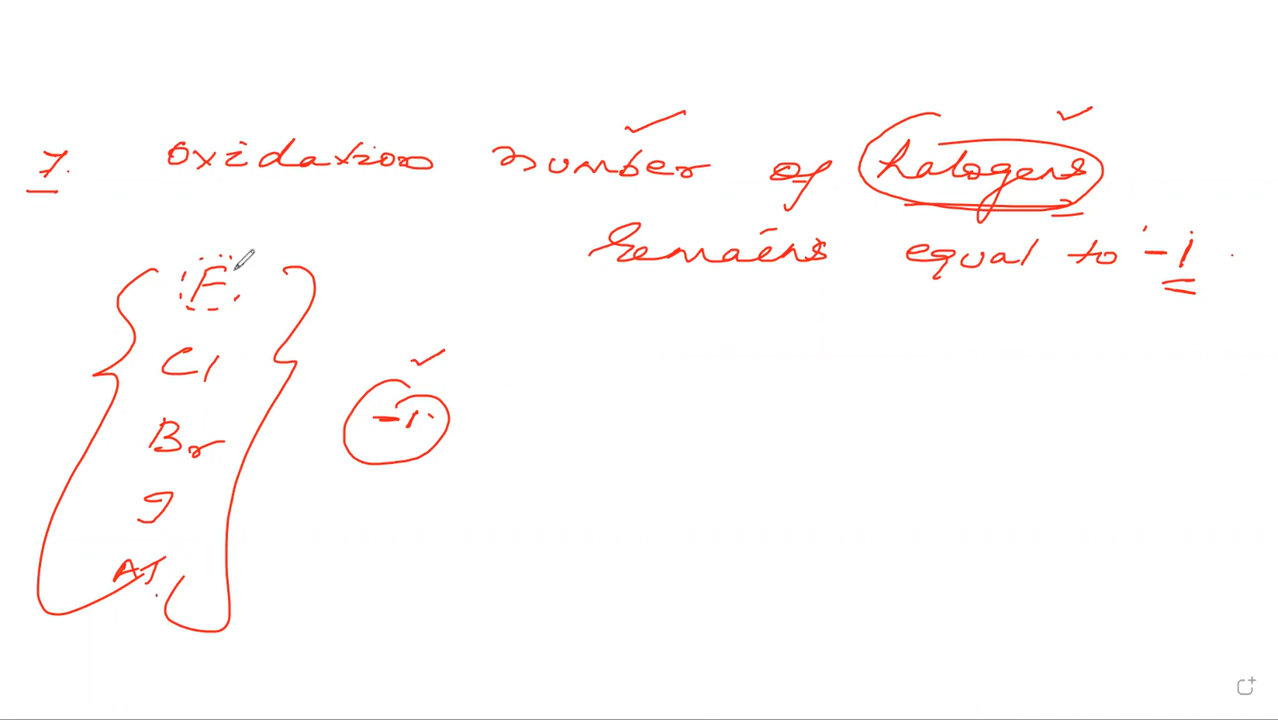 7. Oxidation number of halogens
remains equal to -1.
F
Cl
Br
-1
I
At